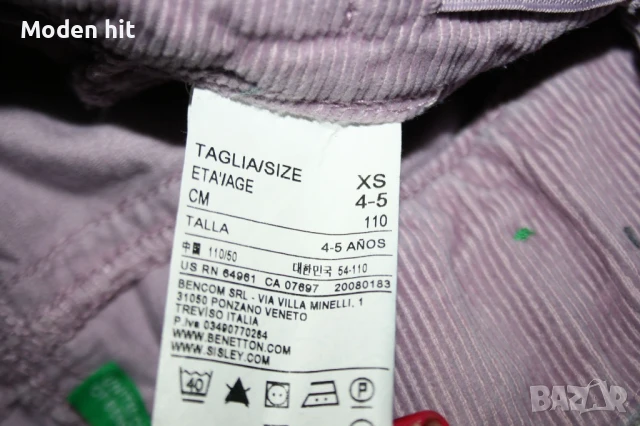 Moden hit
TAGLIA/SIZE XS
ETA'/AGE 4-5
CM 110
TALLA 4-5 AÑOS
中国 110/50 대한민국 54-110
US RN 64961 CA 07697 20080183
BENCOM SRL - VIA VILLA MINELLI, 1
31050 PONZANO VENETO
TREVISO ITALIA
P.Iva 03490770264
WWW.BENETTON.COM
WWW.SISLEY.COM
40 P
BAZAR